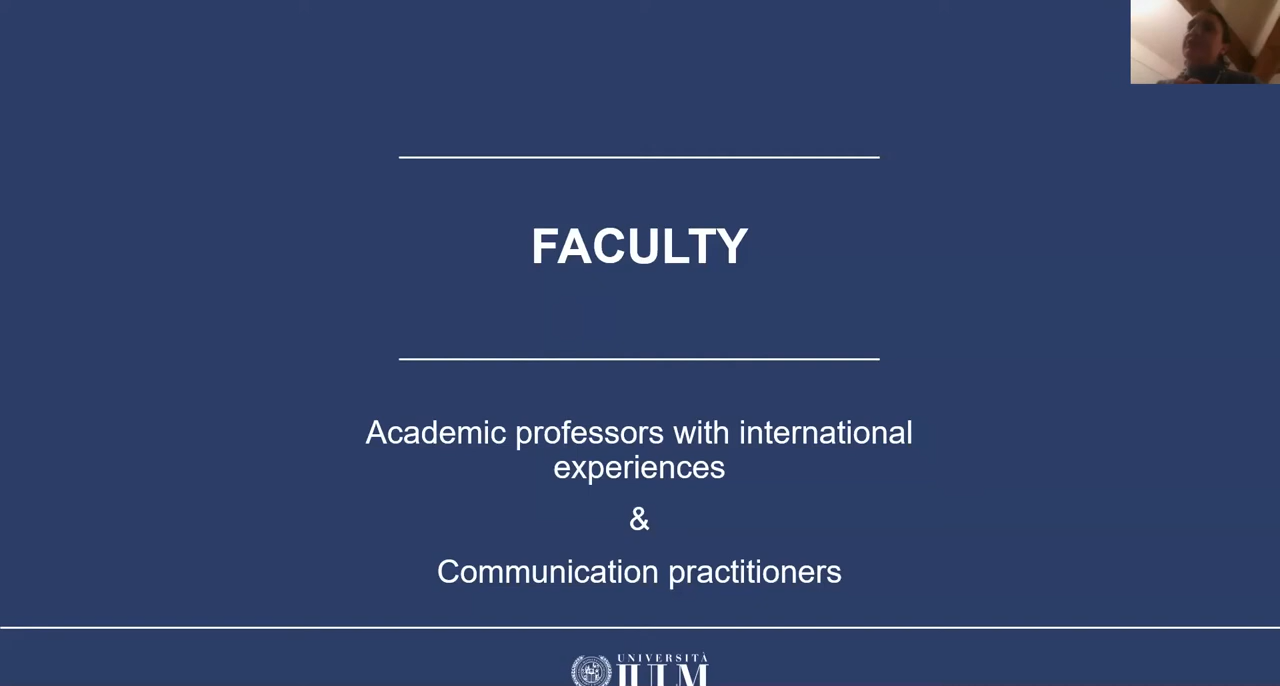 FACULTY
Academic professors with international
experiences
&
Communication practitioners
UNIVERSITÀ
IULM